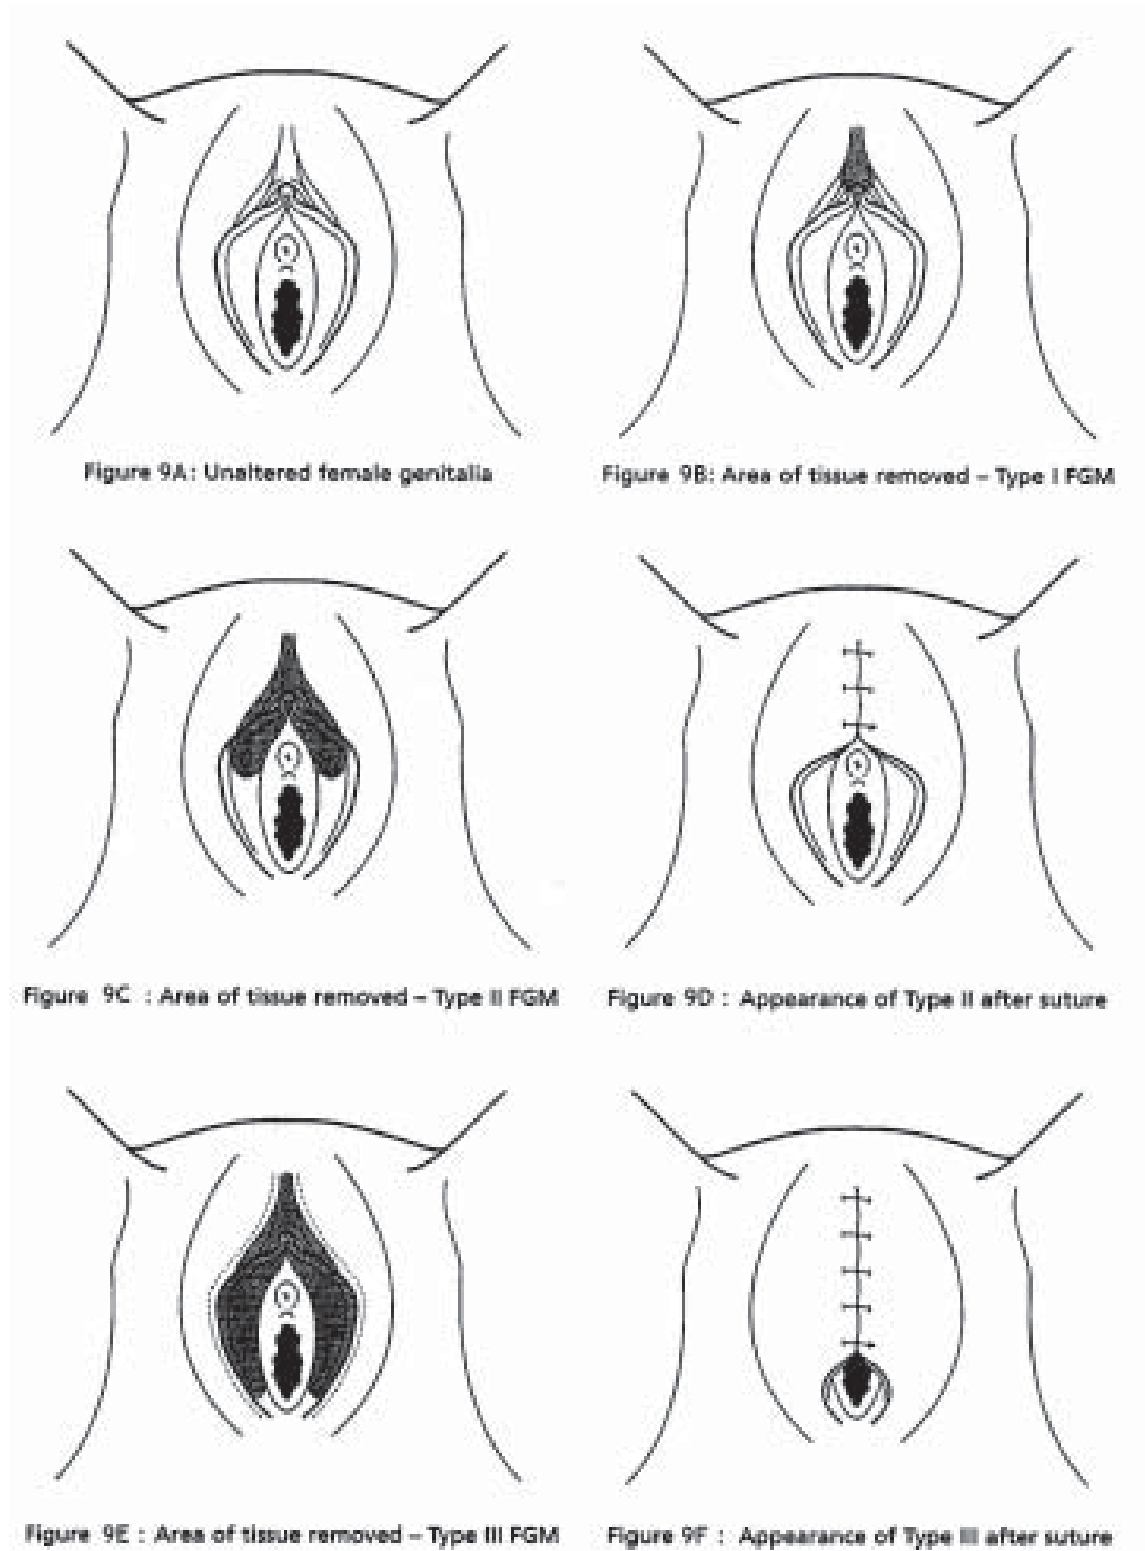 Figure 9A: Unaltered female genitalia
Figure 9B: Area of tissue removed – Type I FGM
Figure 9C : Area of tissue removed – Type II FGM
Figure 9D : Appearance of Type II after suture
Figure 9E : Area of tissue removed – Type III FGM
Figure 9F : Appearance of Type III after suture